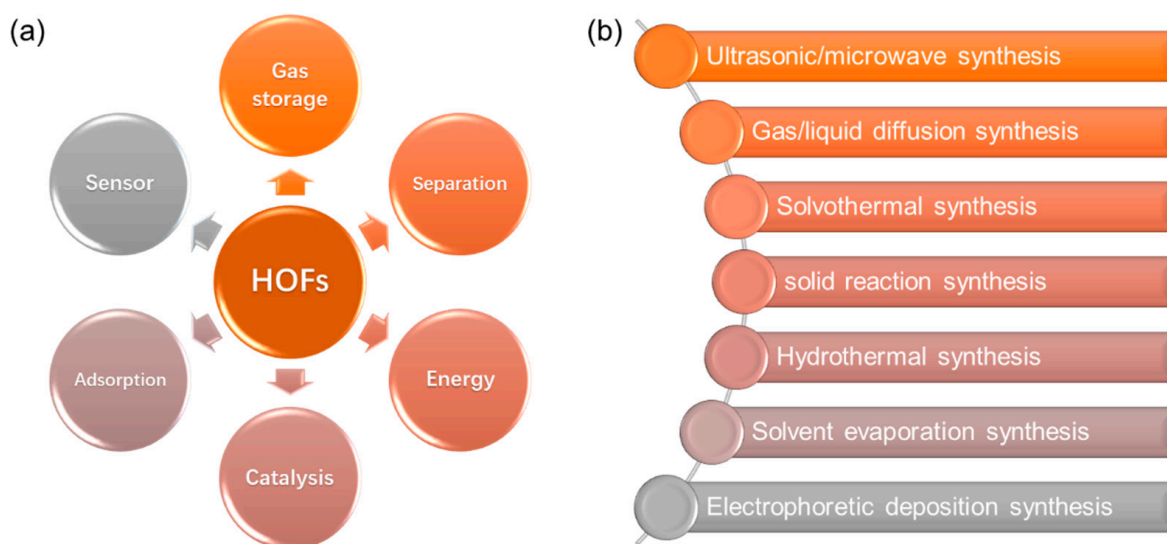 (a)
Gas
storage
Separation
Energy
Catalysis
Adsorption
Sensor
HOFs
(b)
Ultrasonic/microwave synthesis
Gas/liquid diffusion synthesis
Solvothermal synthesis
solid reaction synthesis
Hydrothermal synthesis
Solvent evaporation synthesis
Electrophoretic deposition synthesis